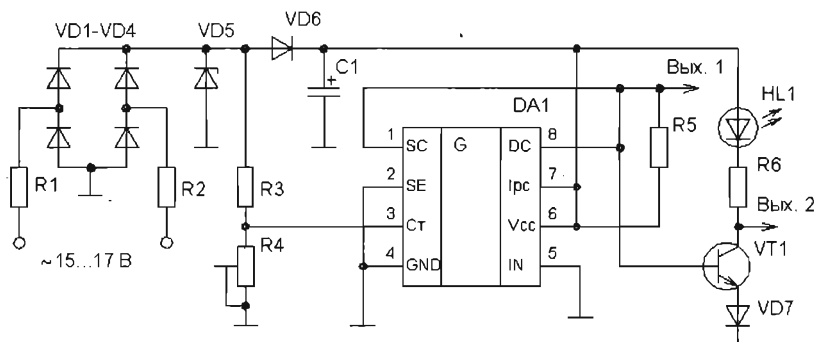 VD1-VD4
VD5
VD6
C1
+
Вых. 1
DA1
HL1
R5
1
SC
G
DC
8
R1
R2
R3
2
SE
Ipc
7
R6
3
Ст
Vcc
6
Вых. 2
~15...17 В
R4
4
GND
IN
5
VT1
VD7